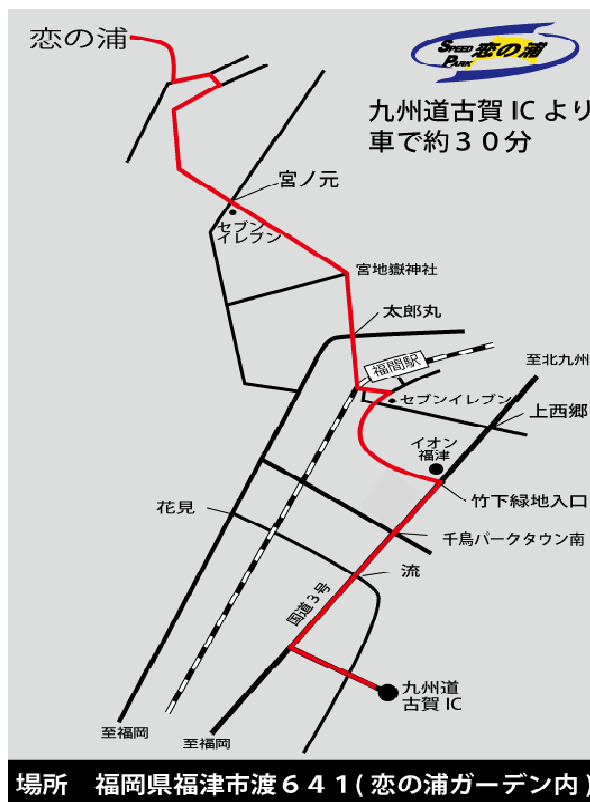 恋の浦
SPEED PARK 恋の浦
九州道古賀ICより
車で約３０分
宮ノ元
セブン
イレブン
宮地嶽神社
太郎丸
福間駅
至北九州
セブンイレブン
上西郷
イオン
福津
竹下緑地入口
花見
千鳥パークタウン南
流
国道３号
九州道
古賀IC
至福岡
至福岡
場所　福岡県福津市渡６４１(恋の浦ガーデン内)